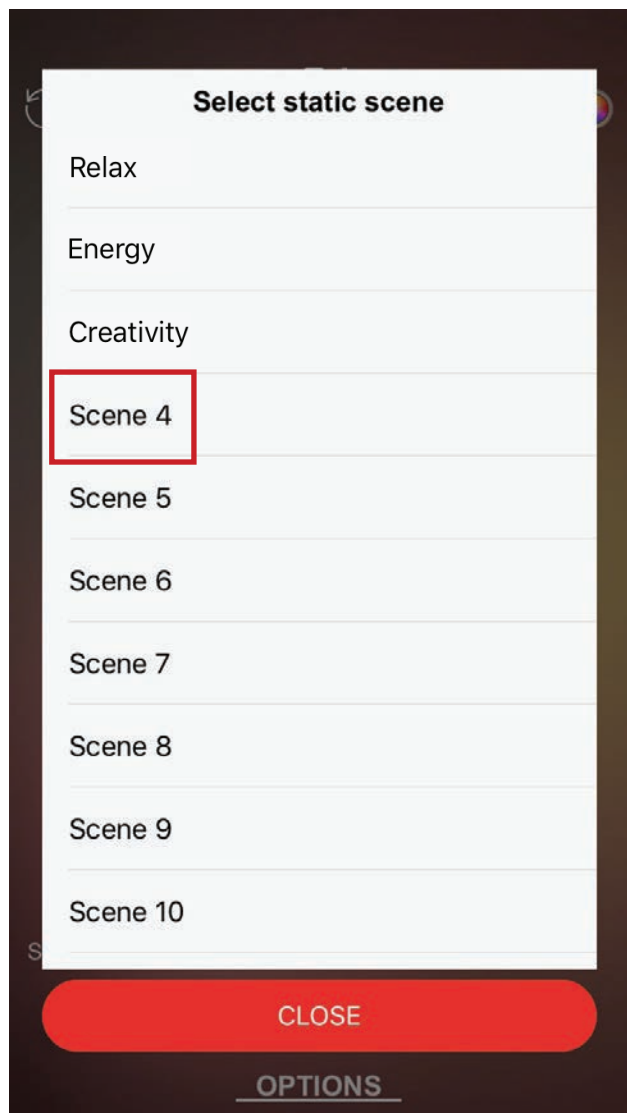 Select static scene
Relax
Energy
Creativity
Scene 4
Scene 5
Scene 6
Scene 7
Scene 8
Scene 9
Scene 10
S
CLOSE
OPTIONS